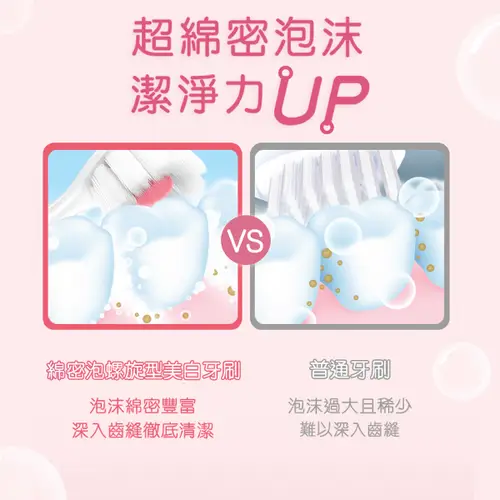 超綿密泡沫
潔淨力UP
VS
綿密泡螺旋型美白牙刷
普通牙刷
泡沫綿密豐富
深入齒縫徹底清潔
泡沫過大且稀少
難以深入齒縫